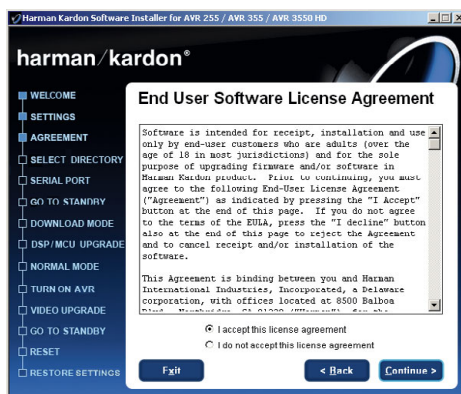 Harman Kardon Software Installer for AVR 255 / AVR 355 / AVR 3550 HD
harman/kardon®
WELCOME
SETTINGS
AGREEMENT
SELECT DIRECTORY
SERIAL PORT
GO TO STANDBY
DOWNLOAD MODE
DSP/MCU UPGRADE
NORMAL MODE
TURN ON AVR
VIDEO UPGRADE
GO TO STANDBY
RESET
RESTORE SETTINGS
End User Software License Agreement
Software is intended for receipt, installation and use
only by end-user customers who are adults (over the
age of 18 in most jurisdictions) and for the sole
purpose of upgrading firmware and/or software in
Harman Kardon product. Prior to continuing, you must
agree to the following End-User License Agreement
("Agreement") as indicated by pressing the "I Accept"
button at the end of this page. If you do not agree
to the terms of the EULA, press the "I decline" button
also at the end of this page to reject the Agreement
and to cancel receipt and/or installation of the
software.
This Agreement is binding between you and Harman
International Industries, Incorporated, a Delaware
corporation, with offices located at 8500 Balboa
Blvd., Northridge, CA 91329 ("Harman"), for the
I accept this license agreement
I do not accept this license agreement
Exit
< Back
Continue >